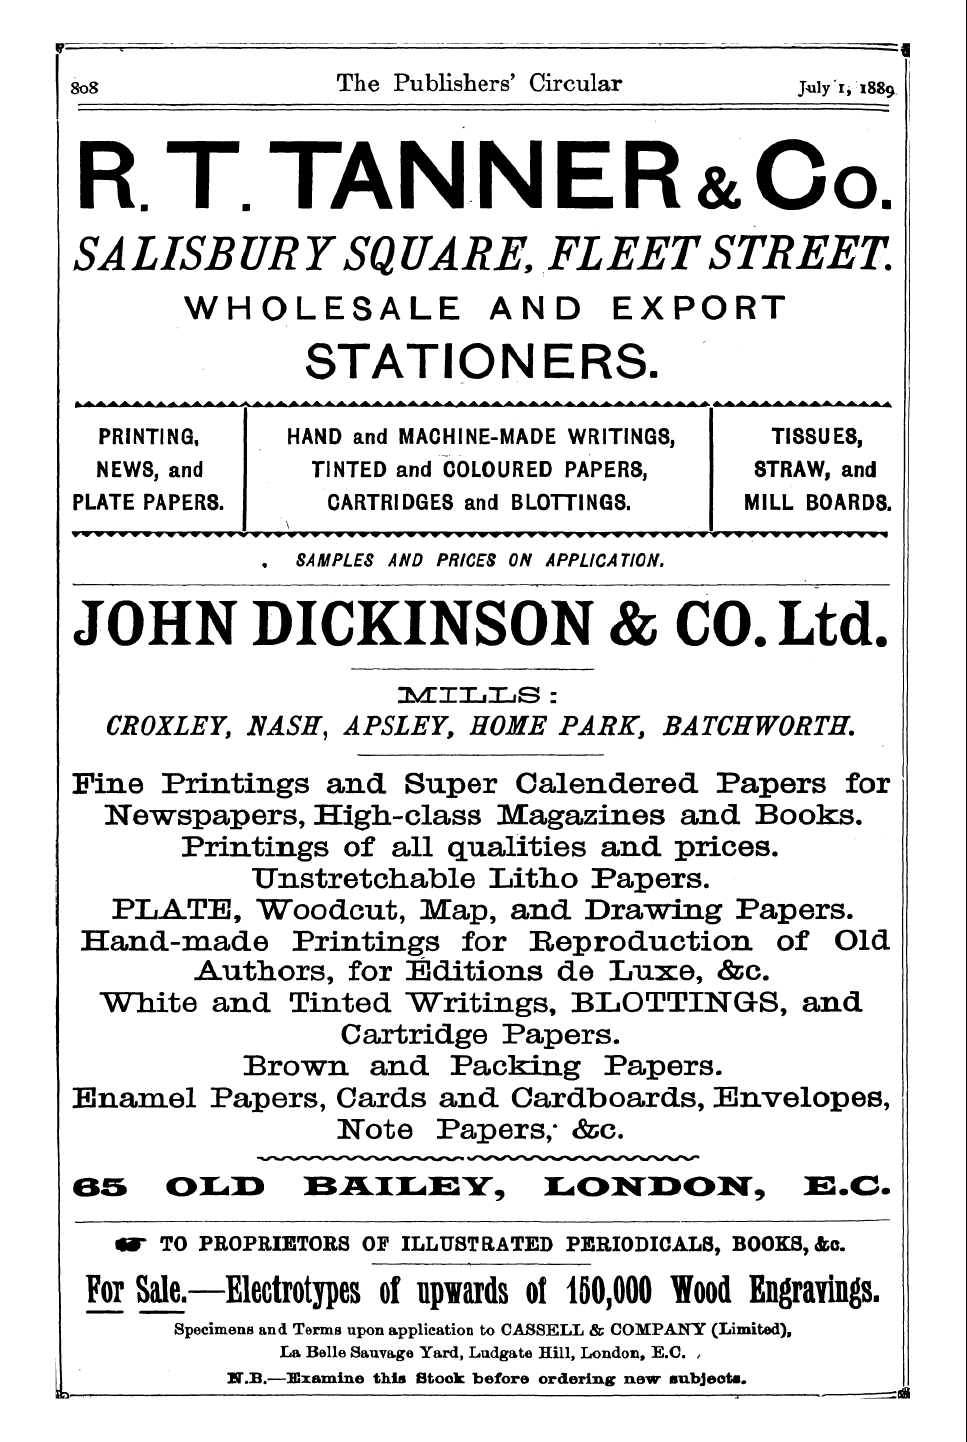 808 The Publishers' Circular July 1, 1889
R. T. TANNER & Co.
SALISBURY SQUARE, FLEET STREET.
WHOLESALE AND EXPORT
STATIONERS.
PRINTING,
NEWS, and
PLATE PAPERS.
HAND and MACHINE-MADE WRITINGS,
TINTED and COLOURED PAPERS,
CARTRIDGES and BLOTTINGS.
TISSUES,
STRAW, and
MILL BOARDS.
SAMPLES AND PRICES ON APPLICATION.
JOHN DICKINSON & CO. Ltd.
MILLS:
CROXLEY, NASH, APSLEY, HOME PARK, BATCHWORTH.
Fine Printings and Super Calendered Papers for
Newspapers, High-class Magazines and Books.
Printings of all qualities and prices.
Unstretchable Litho Papers.
PLATE, Woodcut, Map, and Drawing Papers.
Hand-made Printings for Reproduction of Old
Authors, for Editions de Luxe, &c.
White and Tinted Writings, BLOTTINGS, and
Cartridge Papers.
Brown and Packing Papers.
Enamel Papers, Cards and Cardboards, Envelopes,
Note Papers, &c.
65 OLD BAILEY, LONDON, E.C.
☛ TO PROPRIETORS OF ILLUSTRATED PERIODICALS, BOOKS, &c.
For Sale.—Electrotypes of upwards of 150,000 Wood Engravings.
Specimens and Terms upon application to CASSELL & COMPANY (Limited),
La Belle Sauvage Yard, Ludgate Hill, London, E.C.
N.B.—Examine this Stock before ordering new subjects.